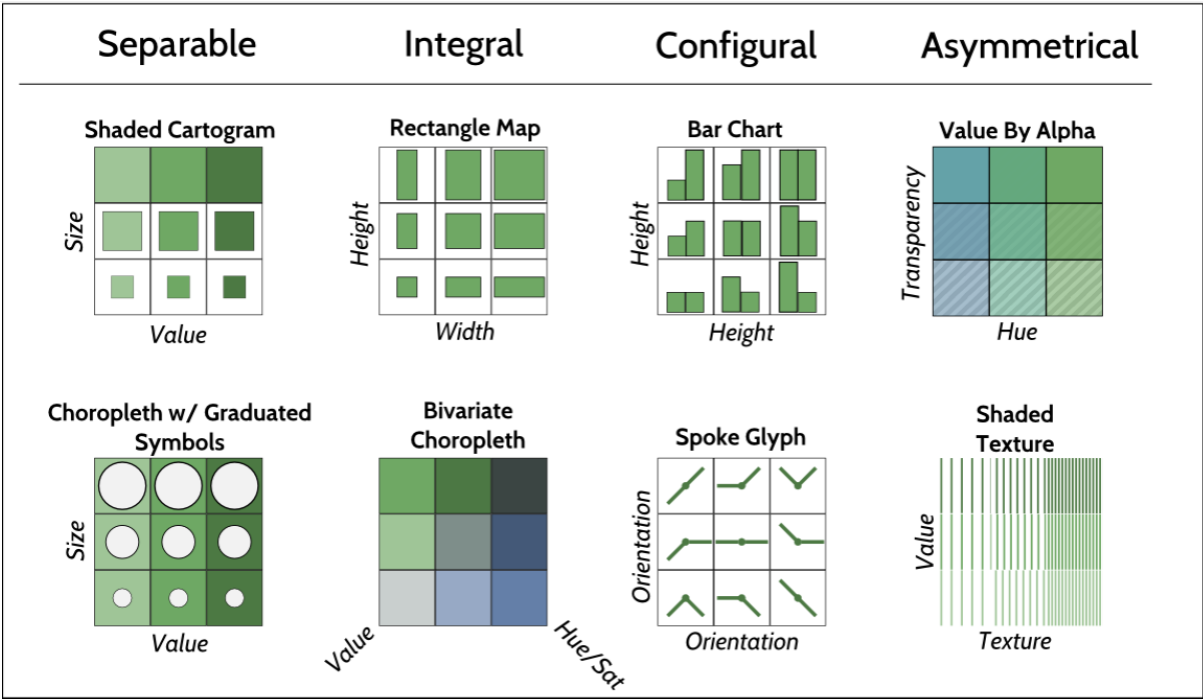 Separable Integral Configural Asymmetrical
Shaded Cartogram
Size
Value
Rectangle Map
Height
Width
Bar Chart
Height
Height
Value By Alpha
Transparency
Hue
Choropleth w/ Graduated
Symbols
Size
Value
Bivariate
Choropleth
Value
Hue/Sat
Spoke Glyph
Orientation
Orientation
Shaded
Texture
Value
Texture